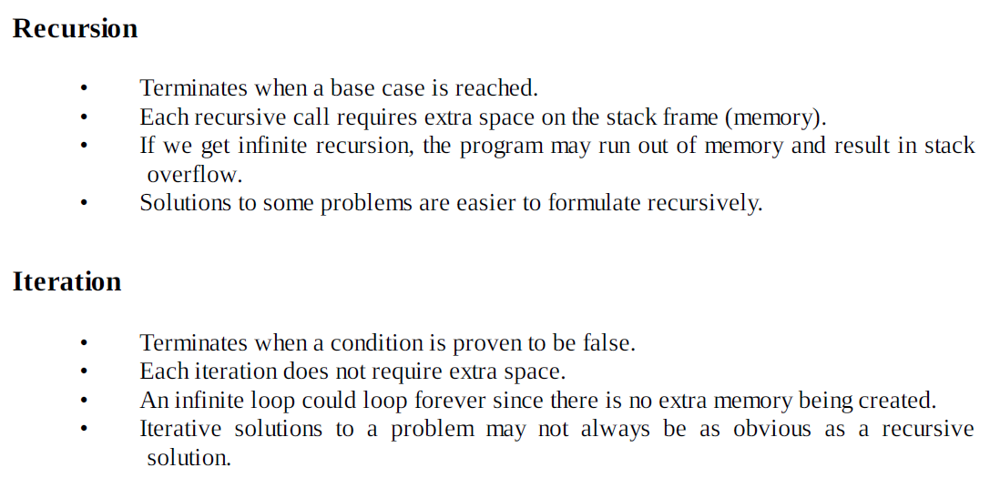 Recursion
• Terminates when a base case is reached.
• Each recursive call requires extra space on the stack frame (memory).
• If we get infinite recursion, the program may run out of memory and result in stack
overflow.
• Solutions to some problems are easier to formulate recursively.
Iteration
• Terminates when a condition is proven to be false.
• Each iteration does not require extra space.
• An infinite loop could loop forever since there is no extra memory being created.
• Iterative solutions to a problem may not always be as obvious as a recursive
solution.